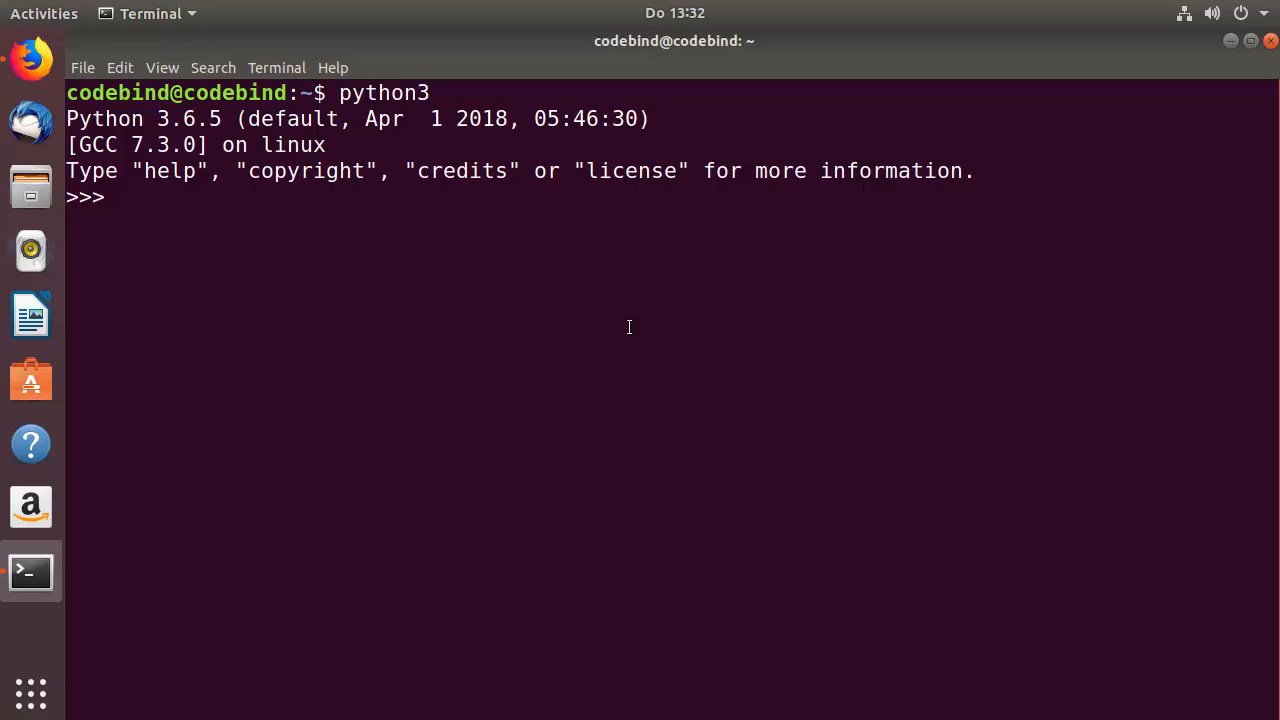 Activities Terminal Do 13:32
codebind@codebind: ~
File Edit View Search Terminal Help
codebind@codebind:~$ python3
Python 3.6.5 (default, Apr  1 2018, 05:46:30)
[GCC 7.3.0] on linux
Type "help", "copyright", "credits" or "license" for more information.
>>>